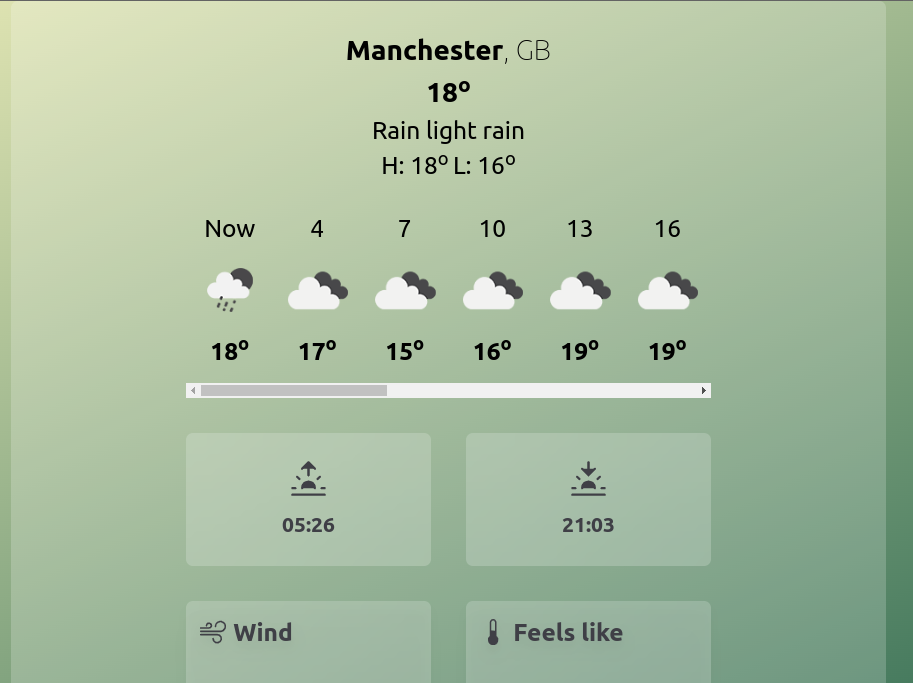 Manchester, GB
18º
Rain light rain
H: 18º L: 16º
Now 4 7 10 13 16
18º 17º 15º 16º 19º 19º
05:26 21:03
Wind Feels like